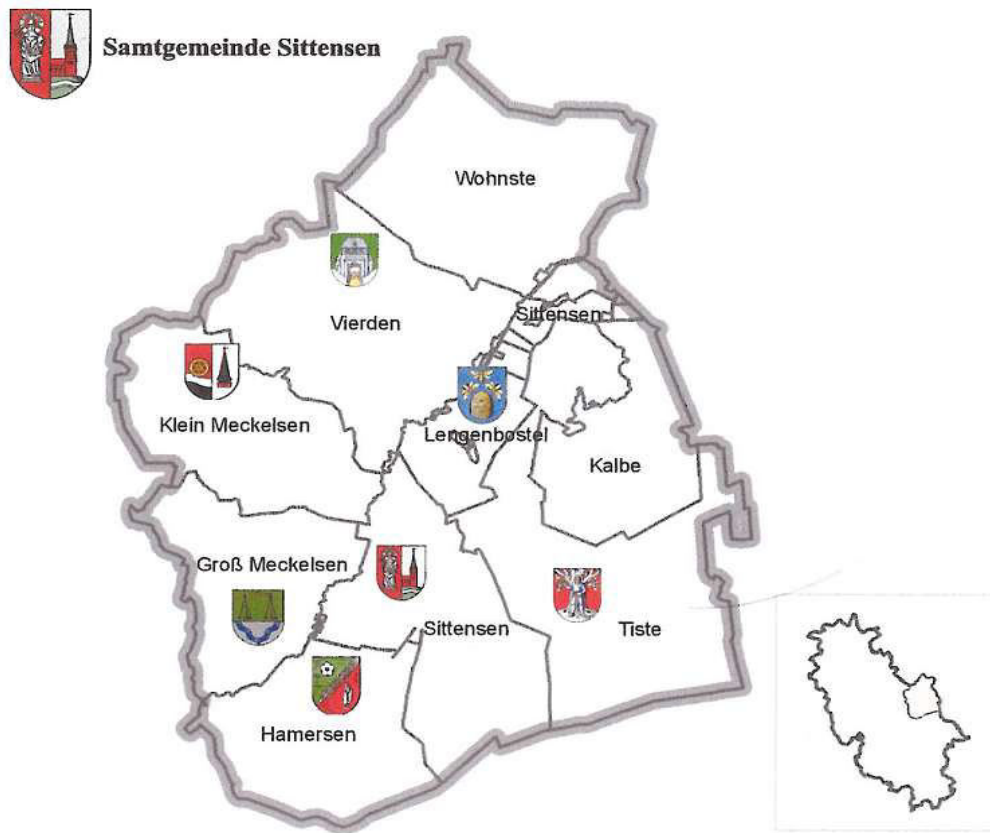 Samtgemeinde Sittensen
Wohnste
Sittensen
Vierden
Klein Meckelsen
Lengenbostel
Kalbe
Groß Meckelsen
Sittensen
Tiste
Hamersen